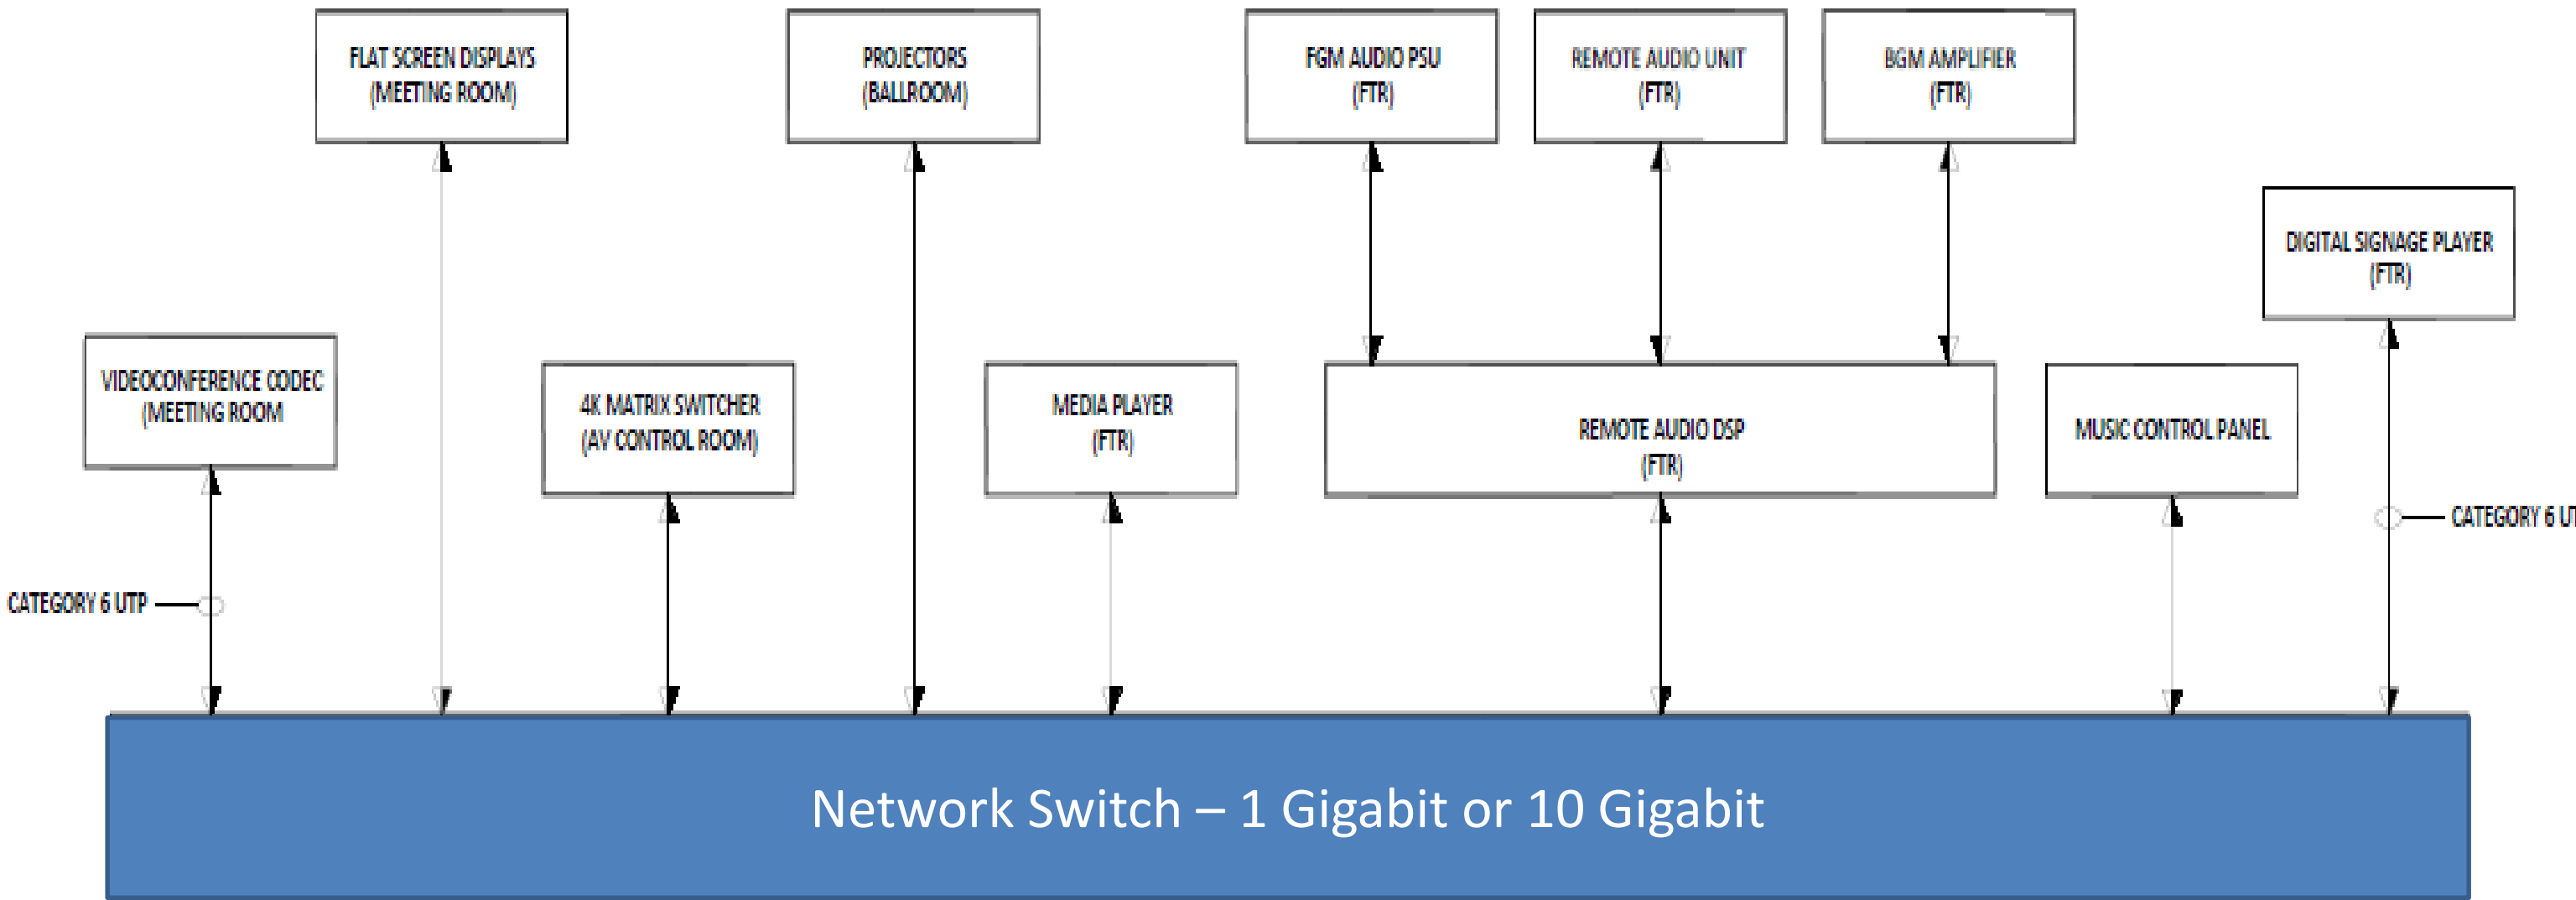 FLAT SCREEN DISPLAYS
(MEETING ROOM)
PROJECTORS
(BALLROOM)
FGM AUDIO PSU
(FTR)
REMOTE AUDIO UNIT
(FTR)
BGM AMPLIFIER
(FTR)
DIGITAL SIGNAGE PLAYER
(FTR)
VIDEOCONFERENCE CODEC
(MEETING ROOM
4K MATRIX SWITCHER
(AV CONTROL ROOM)
MEDIA PLAYER
(FTR)
REMOTE AUDIO DSP
(FTR)
MUSIC CONTROL PANEL
CATEGORY 6 UT
CATEGORY 6 UTP
Network Switch – 1 Gigabit or 10 Gigabit